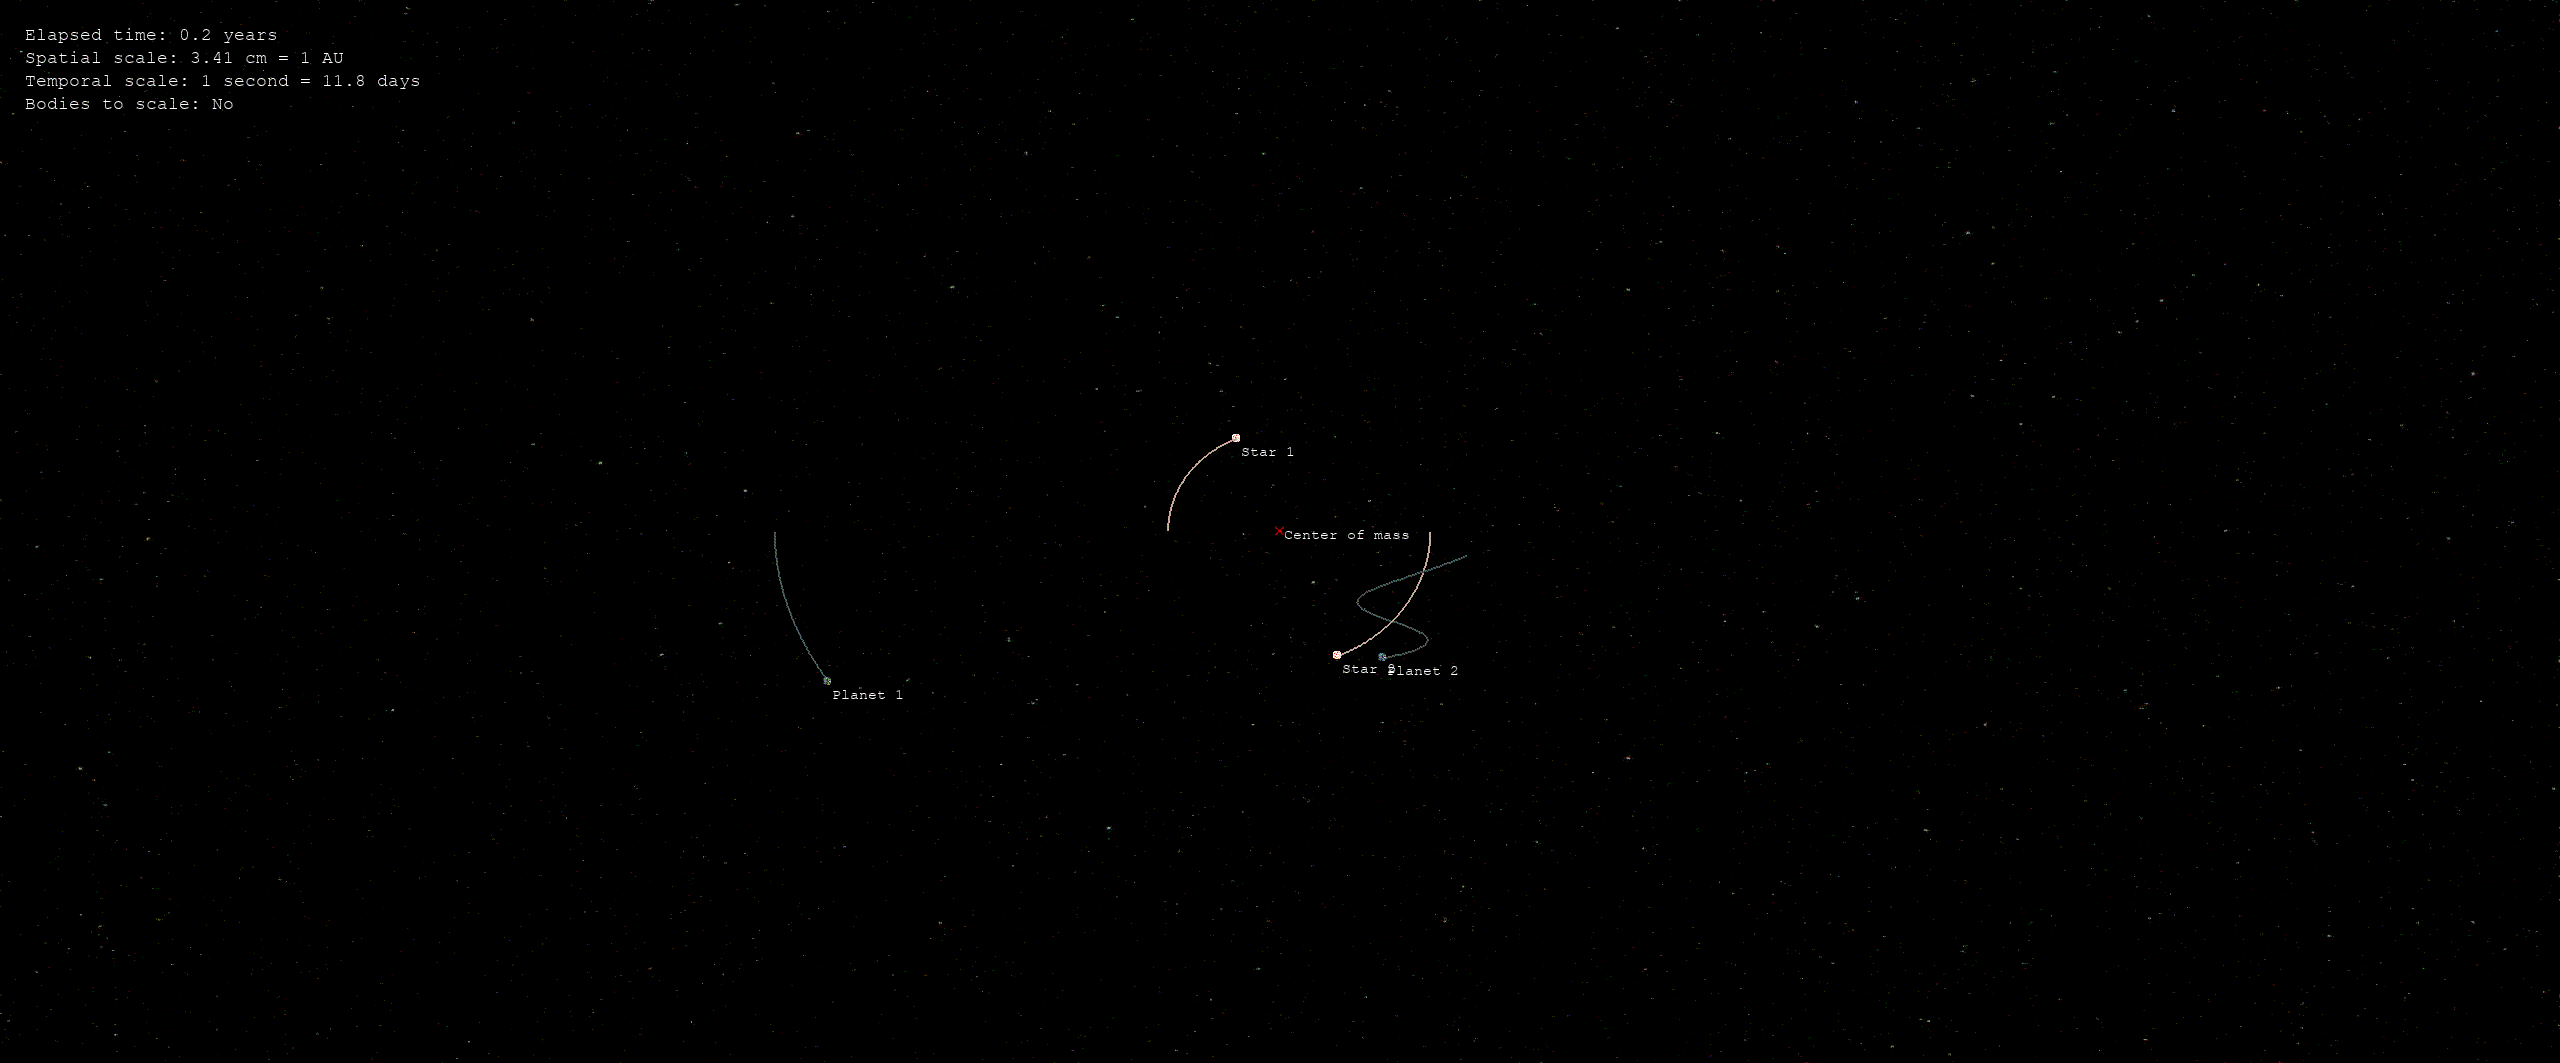 Elapsed time: 0.2 years
Spatial scale: 3.41 cm = 1 AU
Temporal scale: 1 second = 11.8 days
Bodies to scale: No
Star 1
Center of mass
Star 2
Planet 2
Planet 1